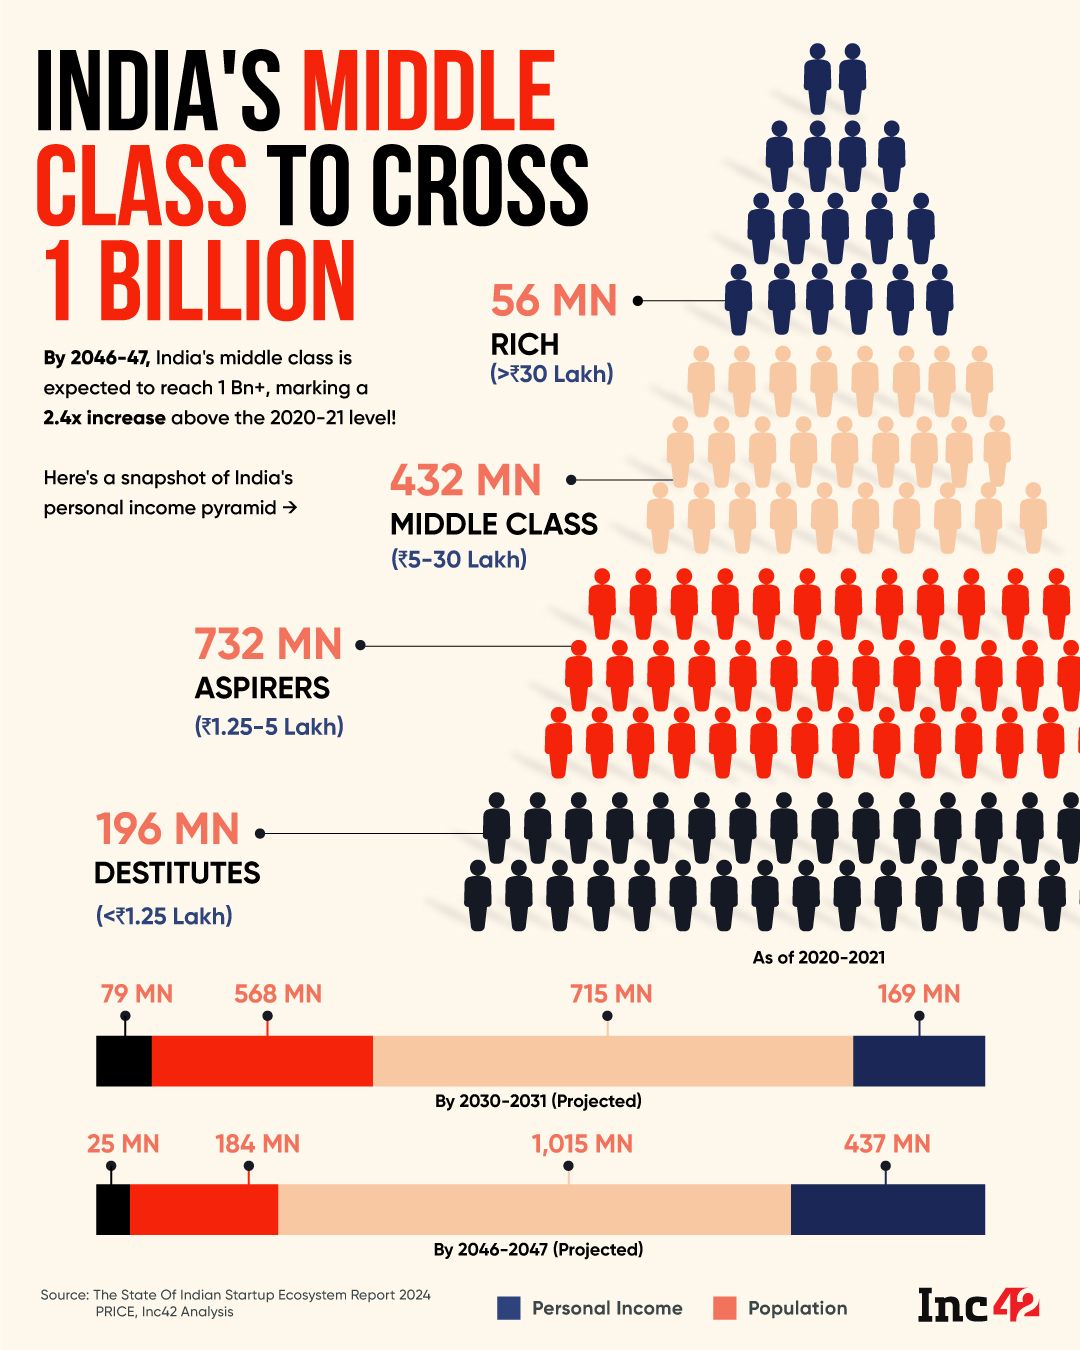 INDIA'S MIDDLE
CLASS TO CROSS
1 BILLION
By 2046-47, India's middle class is
expected to reach 1 Bn+, marking a
2.4x increase above the 2020-21 level!
Here's a snapshot of India's
personal income pyramid →
56 MN
RICH
(>₹30 Lakh)
432 MN
MIDDLE CLASS
(₹5-30 Lakh)
732 MN
ASPIRERS
(₹1.25-5 Lakh)
196 MN
DESTITUTES
(<₹1.25 Lakh)
As of 2020-2021
79 MN 568 MN 715 MN 169 MN
By 2030-2031 (Projected)
25 MN 184 MN 1,015 MN 437 MN
By 2046-2047 (Projected)
Source: The State Of Indian Startup Ecosystem Report 2024
PRICE, Inc42 Analysis
Personal Income Population
Inc42